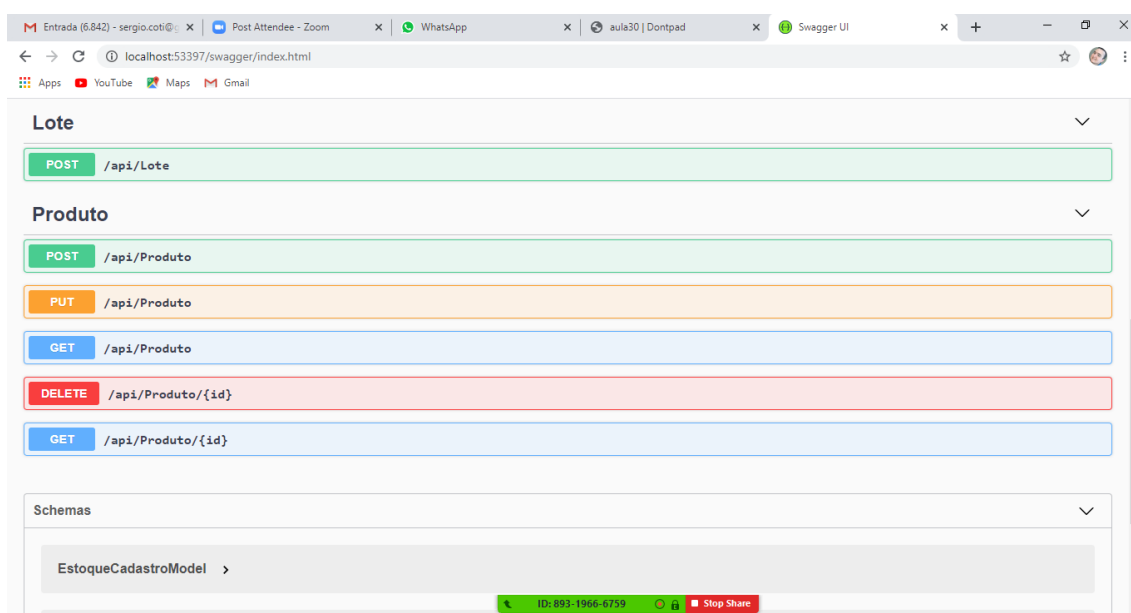 Entrada (6.842) - sergio.coti@g
Post Attendee - Zoom
WhatsApp
aula30 | Dontpad
Swagger UI
localhost:53397/swagger/index.html
Apps YouTube Maps Gmail
Lote
POST /api/Lote
Produto
POST /api/Produto
PUT /api/Produto
GET /api/Produto
DELETE /api/Produto/{id}
GET /api/Produto/{id}
Schemas
EstoqueCadastroModel
ID: 893-1966-6759 Stop Share